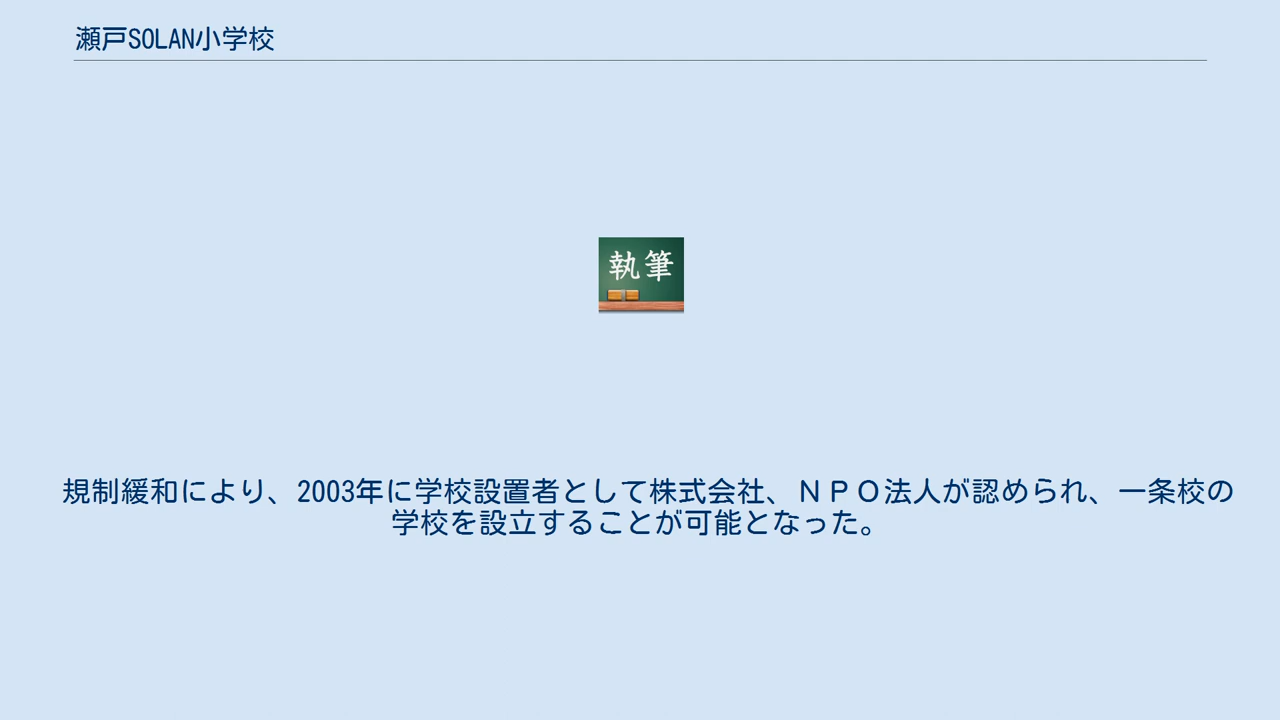 瀬戸SOLAN小学校
執筆
規制緩和により、2003年に学校設置者として株式会社、ＮＰＯ法人が認められ、一条校の
学校を設立することが可能となった。